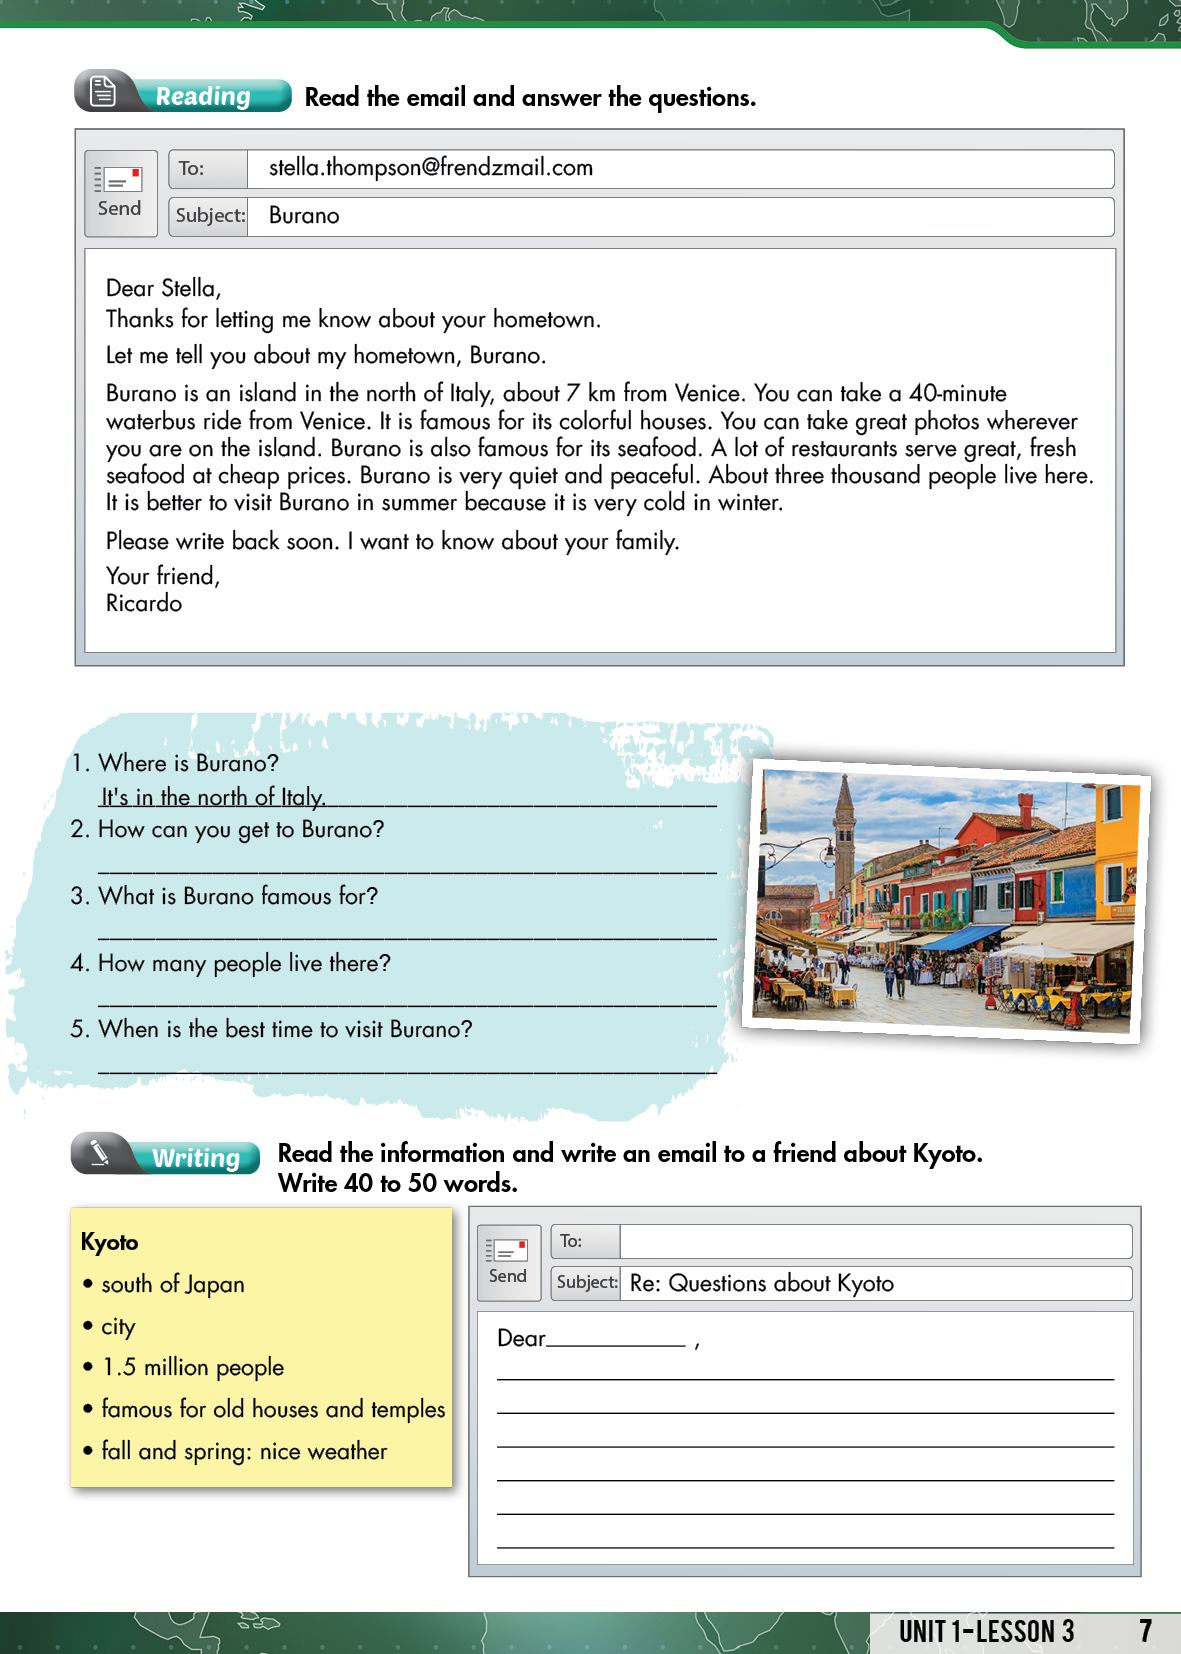 Reading
Read the email and answer the questions.
Send
To:
stella.thompson@frendzmail.com
Subject:
Burano
Dear Stella,
Thanks for letting me know about your hometown.
Let me tell you about my hometown, Burano.
Burano is an island in the north of Italy, about 7 km from Venice. You can take a 40-minute
waterbus ride from Venice. It is famous for its colorful houses. You can take great photos wherever
you are on the island. Burano is also famous for its seafood. A lot of restaurants serve great, fresh
seafood at cheap prices. Burano is very quiet and peaceful. About three thousand people live here.
It is better to visit Burano in summer because it is very cold in winter.
Please write back soon. I want to know about your family.
Your friend,
Ricardo
1. Where is Burano?
It's in the north of Italy.
2. How can you get to Burano?
3. What is Burano famous for?
4. How many people live there?
5. When is the best time to visit Burano?
Writing
Read the information and write an email to a friend about Kyoto.
Write 40 to 50 words.
Kyoto
• south of Japan
• city
• 1.5 million people
• famous for old houses and temples
• fall and spring: nice weather
Send
To:
Subject:
Re: Questions about Kyoto
Dear ,
UNIT 1-LESSON 3 7